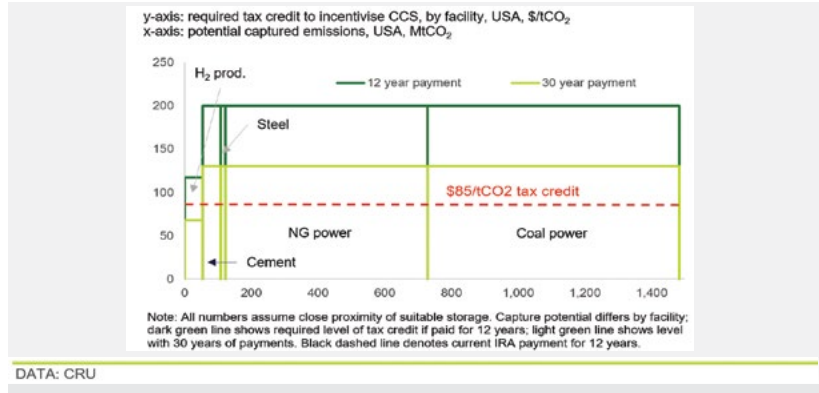 y-axis: required tax credit to incentivise CCS, by facility, USA, $/tCO₂
x-axis: potential captured emissions, USA, MtCO₂
250
H₂ prod.
12 year payment
30 year payment
200
Steel
150
$85/tCO2 tax credit
100
NG power
Coal power
50
Cement
0
0 200 400 600 800 1,000 1,200 1,400
Note: All numbers assume close proximity of suitable storage. Capture potential differs by facility;
dark green line shows required level of tax credit if paid for 12 years; light green line shows level
with 30 years of payments. Black dashed line denotes current IRA payment for 12 years.
DATA: CRU